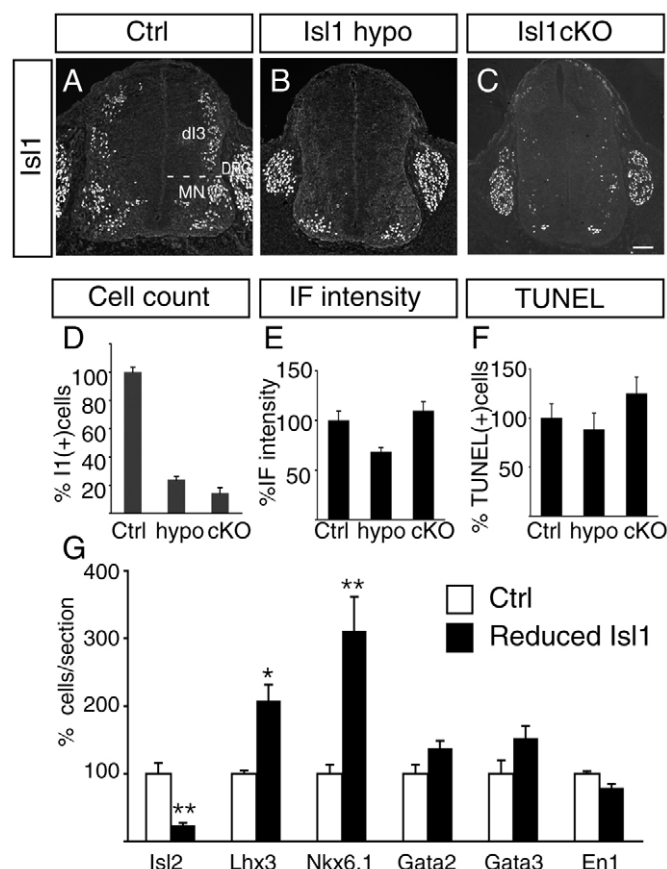 Ctrl
Isl1 hypo
Isl1cKO
Isl1
A
B
C
dI3
DRG
MN
Cell count
IF intensity
TUNEL
D
E
F
% I1(+)cells
100
80
60
40
20
Ctrl hypo cKO
%IF intensity
150
100
50
Ctrl hypo cKO
% TUNEL(+)cells
150
100
50
Ctrl hypo cKO
G
% cells/section
400
300
200
100
** * **
Ctrl
Reduced Isl1
Isl2 Lhx3 Nkx6.1 Gata2 Gata3 En1